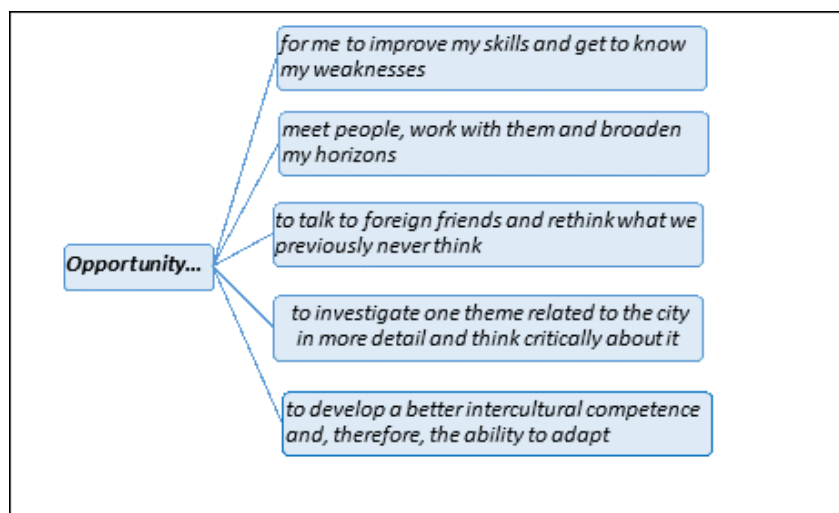 Opportunity...
for me to improve my skills and get to know
my weaknesses
meet people, work with them and broaden
my horizons
to talk to foreign friends and rethink what we
previously never think
to investigate one theme related to the city
in more detail and think critically about it
to develop a better intercultural competence
and, therefore, the ability to adapt